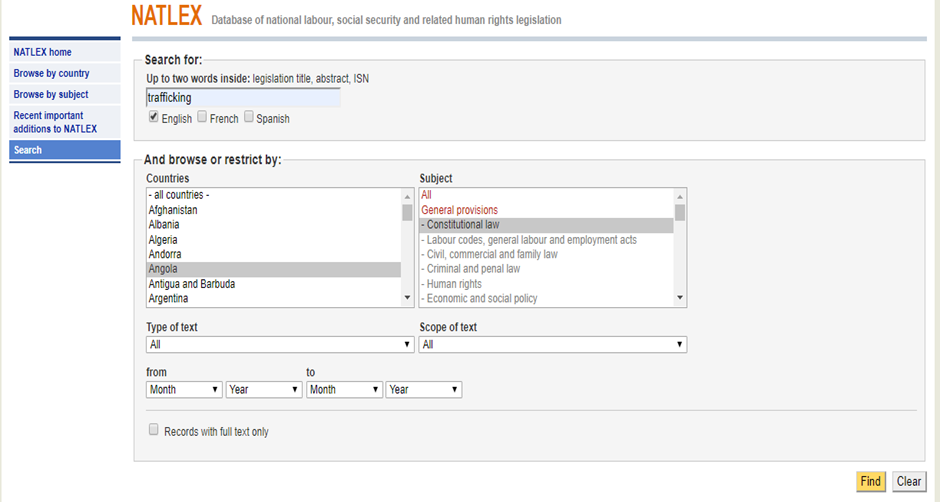 NATLEX Database of national labour, social security and related human rights legislation
NATLEX home
Browse by country
Browse by subject
Recent important
additions to NATLEX
Search
Search for:
Up to two words inside: legislation title, abstract, ISN
trafficking
English French Spanish
And browse or restrict by:
Countries
- all countries -
Afghanistan
Albania
Algeria
Andorra
Angola
Antigua and Barbuda
Argentina
Subject
All
General provisions
- Constitutional law
- Labour codes, general labour and employment acts
- Civil, commercial and family law
- Criminal and penal law
- Human rights
- Economic and social policy
Type of text
All
Scope of text
All
from to
Month Year Month Year
Records with full text only
Find Clear